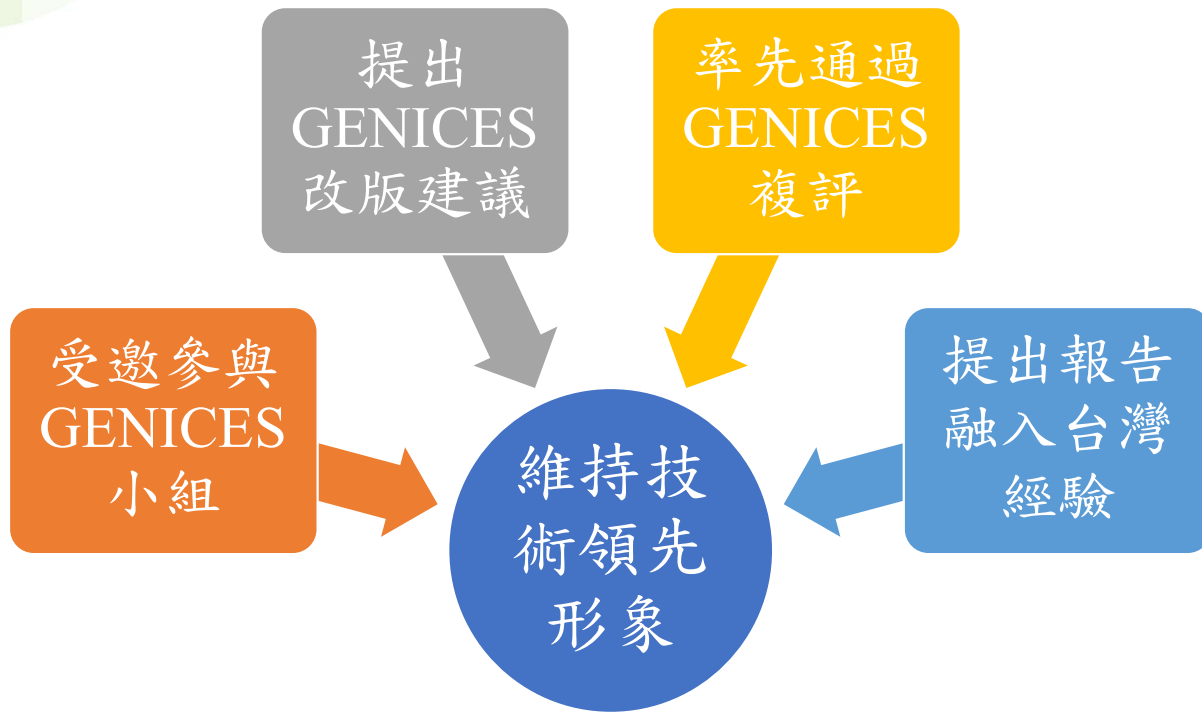 提出
GENICES
改版建議
率先通過
GENICES
複評
受邀參與
GENICES
小組
提出報告
融入台灣
經驗
維持技
術領先
形象